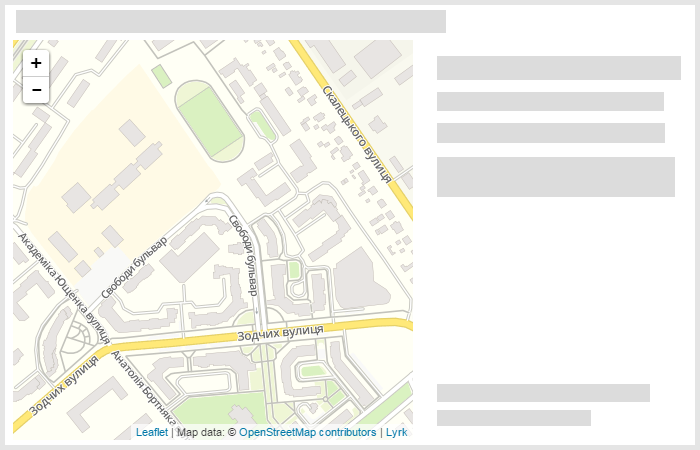 +
−
Скалецького вулиця
Свободи бульвар
Академіка Ющенка вулиця
Свободи бульвар
Зодчих вулиця
Зодчих вулиця
Анатолія Бортняка
Leaflet | Map data: © OpenStreetMap contributors | Lyrk